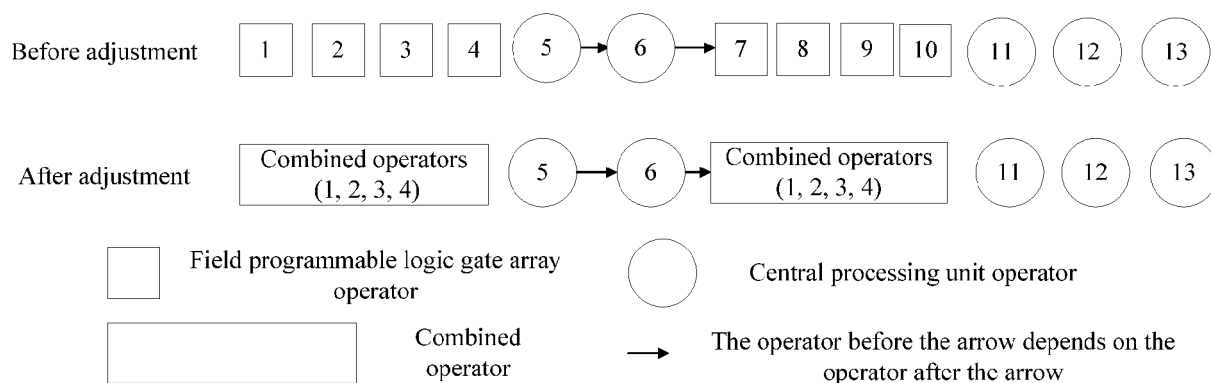 Before adjustment 1 2 3 4 5 6 7 8 9 10 11 12 13
After adjustment Combined operators (1, 2, 3, 4) 5 6 Combined operators (1, 2, 3, 4) 11 12 13
Field programmable logic gate array
operator
Central processing unit operator
Combined
operator
The operator before the arrow depends on the
operator after the arrow